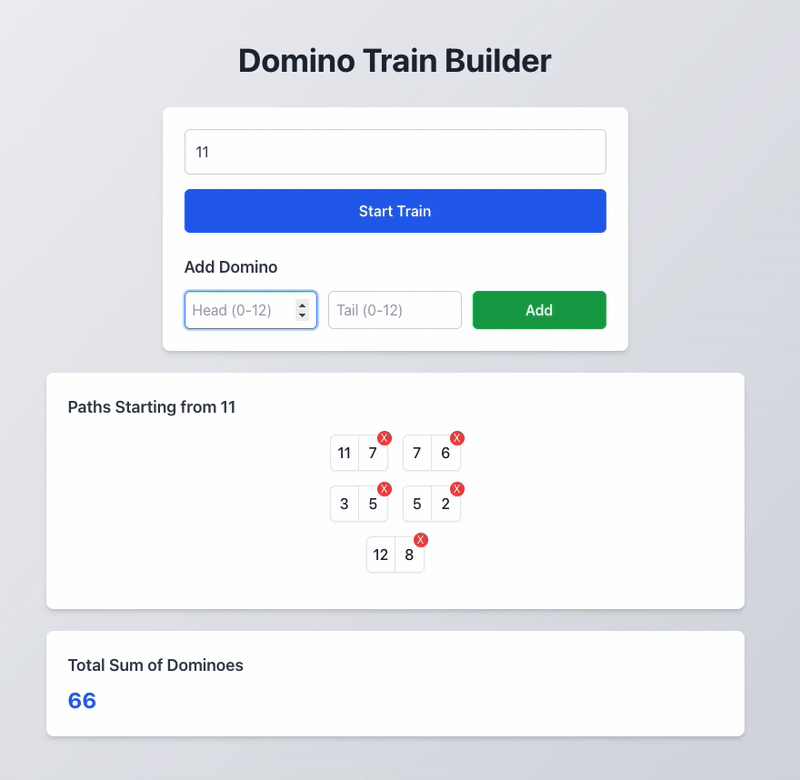 Domino Train Builder
11
Start Train
Add Domino
Head (0-12) Tail (0-12) Add
Paths Starting from 11
11 7 X 7 6 X
3 5 X 5 2 X
12 8 X
Total Sum of Dominoes
66